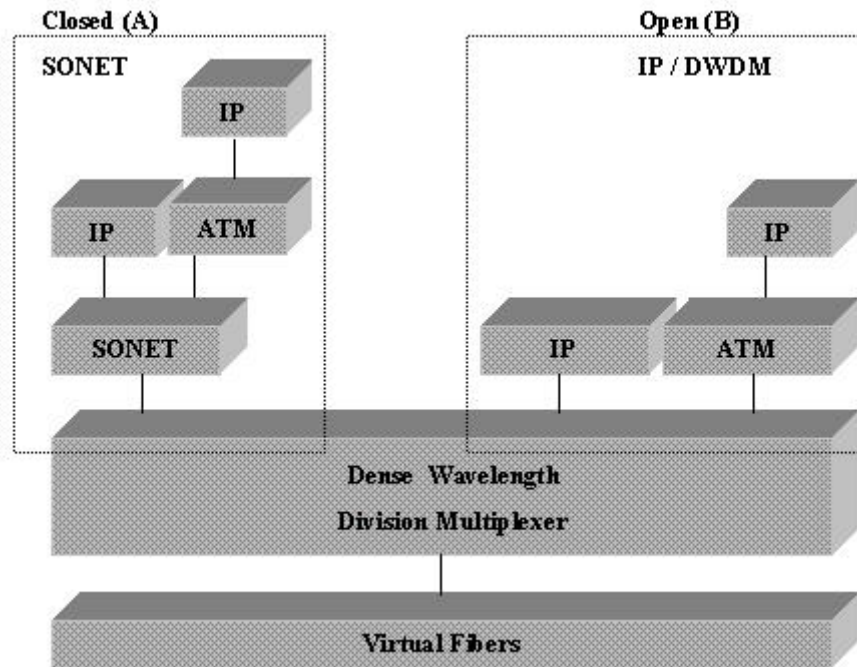 Closed (A)
Open (B)
SONET
IP / DWDM
IP
IP
ATM
IP
SONET
IP
ATM
Dense Wavelength
Division Multiplexer
Virtual Fibers